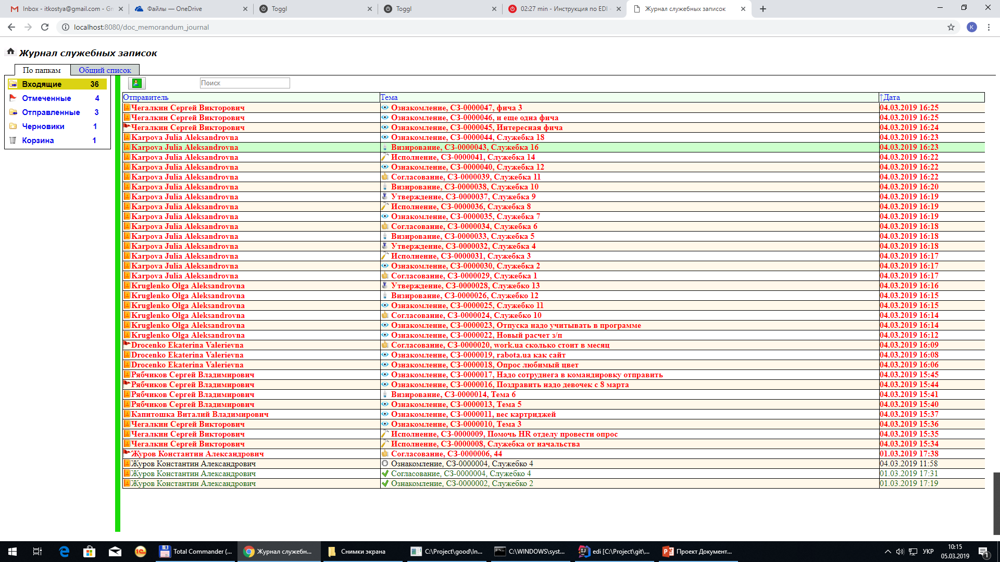 Inbox - itkostya@gmail.com - Gm
Файлы — OneDrive
Toggl
Toggl
02:27 min - Инструкция по EDI -
Журнал служебных записок
localhost:8080/doc_memorandum_journal
K
Журнал служебных записок
По папкам
Общий список
Входящие 36
Отмеченные 4
Отправленные 3
Черновики 1
Корзина 1
Поиск
Отправитель Тема ↑Дата
Чегалкин Сергей Викторович Ознакомление, СЗ-0000047, фича 3 04.03.2019 16:25
Чегалкин Сергей Викторович Ознакомление, СЗ-0000046, и еще одна фича 04.03.2019 16:25
Чегалкин Сергей Викторович Ознакомление, СЗ-0000045, Интересная фича 04.03.2019 16:24
Karpova Julia Aleksandrovna Ознакомление, СЗ-0000044, Служебка 18 04.03.2019 16:23
Karpova Julia Aleksandrovna Визирование, СЗ-0000043, Служебка 16 04.03.2019 16:23
Karpova Julia Aleksandrovna Исполнение, СЗ-0000041, Служебка 14 04.03.2019 16:22
Karpova Julia Aleksandrovna Ознакомление, СЗ-0000040, Служебка 12 04.03.2019 16:22
Karpova Julia Aleksandrovna Согласование, СЗ-0000039, Служебка 11 04.03.2019 16:22
Karpova Julia Aleksandrovna Визирование, СЗ-0000038, Служебка 10 04.03.2019 16:20
Karpova Julia Aleksandrovna Утверждение, СЗ-0000037, Служебка 9 04.03.2019 16:19
Karpova Julia Aleksandrovna Исполнение, СЗ-0000036, Служебка 8 04.03.2019 16:19
Karpova Julia Aleksandrovna Ознакомление, СЗ-0000035, Служебка 7 04.03.2019 16:19
Karpova Julia Aleksandrovna Согласование, СЗ-0000034, Служебка 6 04.03.2019 16:18
Karpova Julia Aleksandrovna Визирование, СЗ-0000033, Служебка 5 04.03.2019 16:18
Karpova Julia Aleksandrovna Утверждение, СЗ-0000032, Служебка 4 04.03.2019 16:18
Karpova Julia Aleksandrovna Исполнение, СЗ-0000031, Служебка 3 04.03.2019 16:17
Karpova Julia Aleksandrovna Ознакомление, СЗ-0000030, Служебка 2 04.03.2019 16:17
Karpova Julia Aleksandrovna Согласование, СЗ-0000029, Служебка 1 04.03.2019 16:17
Kruglenko Olga Aleksandrovna Утверждение, СЗ-0000028, Служебко 13 04.03.2019 16:16
Kruglenko Olga Aleksandrovna Визирование, СЗ-0000026, Служебко 12 04.03.2019 16:15
Kruglenko Olga Aleksandrovna Ознакомление, СЗ-0000025, Служебко 11 04.03.2019 16:15
Kruglenko Olga Aleksandrovna Согласование, СЗ-0000024, Служебко 10 04.03.2019 16:14
Kruglenko Olga Aleksandrovna Ознакомление, СЗ-0000023, Отпуска надо учитывать в программе 04.03.2019 16:14
Kruglenko Olga Aleksandrovna Ознакомление, СЗ-0000022, Новый расчет з/п 04.03.2019 16:12
Drocenko Ekaterina Valerievna Согласование, СЗ-0000020, work.ua сколько стоит в месяц 04.03.2019 16:09
Drocenko Ekaterina Valerievna Ознакомление, СЗ-0000019, rabota.ua как сайт 04.03.2019 16:08
Drocenko Ekaterina Valerievna Ознакомление, СЗ-0000018, Опрос любимый цвет 04.03.2019 16:06
Рябчиков Сергей Владимирович Ознакомление, СЗ-0000017, Надо сотруднега в командировку отправить 04.03.2019 15:45
Рябчиков Сергей Владимирович Ознакомление, СЗ-0000016, Поздравить надо девочек с 8 марта 04.03.2019 15:44
Рябчиков Сергей Владимирович Визирование, СЗ-0000014, Тема 6 04.03.2019 15:41
Рябчиков Сергей Владимирович Ознакомление, СЗ-0000013, Тема 5 04.03.2019 15:40
Капитошка Виталий Владимирович Ознакомление, СЗ-0000011, вес картриджей 04.03.2019 15:37
Чегалкин Сергей Викторович Ознакомление, СЗ-0000010, Тема 3 04.03.2019 15:36
Чегалкин Сергей Викторович Исполнение, СЗ-0000009, Помочь HR отделу провести опрос 04.03.2019 15:35
Чегалкин Сергей Викторович Исполнение, СЗ-0000008, Служебка от начальства 04.03.2019 15:34
Журов Константин Александрович Согласование, СЗ-0000006, 44 01.03.2019 17:38
Журов Константин Александрович Ознакомление, СЗ-0000004, Служебко 4 04.03.2019 11:58
Журов Константин Александрович Согласование, СЗ-0000004, Служебко 4 01.03.2019 17:31
Журов Константин Александрович Ознакомление, СЗ-0000002, Служебко 2 01.03.2019 17:19
Total Commander (...
Журнал служебн...
Снимки экрана
C:\Project\good\In...
C:\WINDOWS\syst...
edi [C:\Project\git\...
Проект Документ...
УКР
10:15
05.03.2019
1